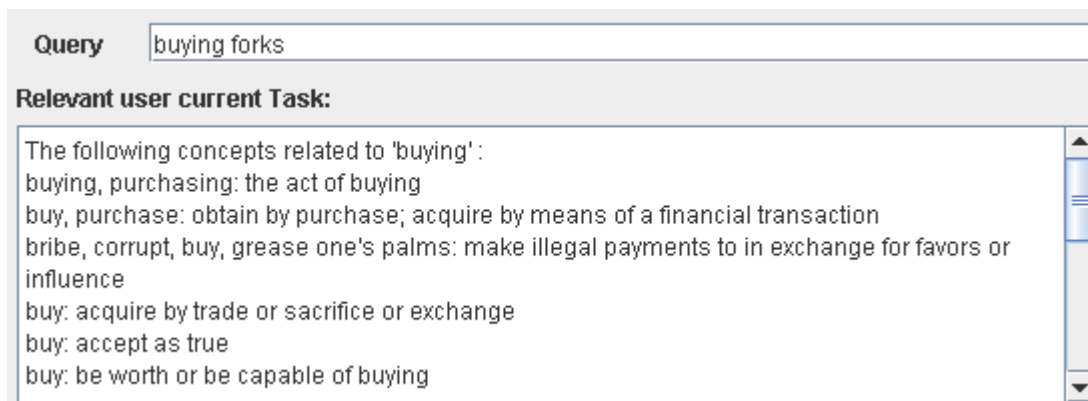 Query buying forks
Relevant user current Task:
The following concepts related to 'buying' :
buying, purchasing: the act of buying
buy, purchase: obtain by purchase; acquire by means of a financial transaction
bribe, corrupt, buy, grease one's palms: make illegal payments to in exchange for favors or
influence
buy: acquire by trade or sacrifice or exchange
buy: accept as true
buy: be worth or be capable of buying